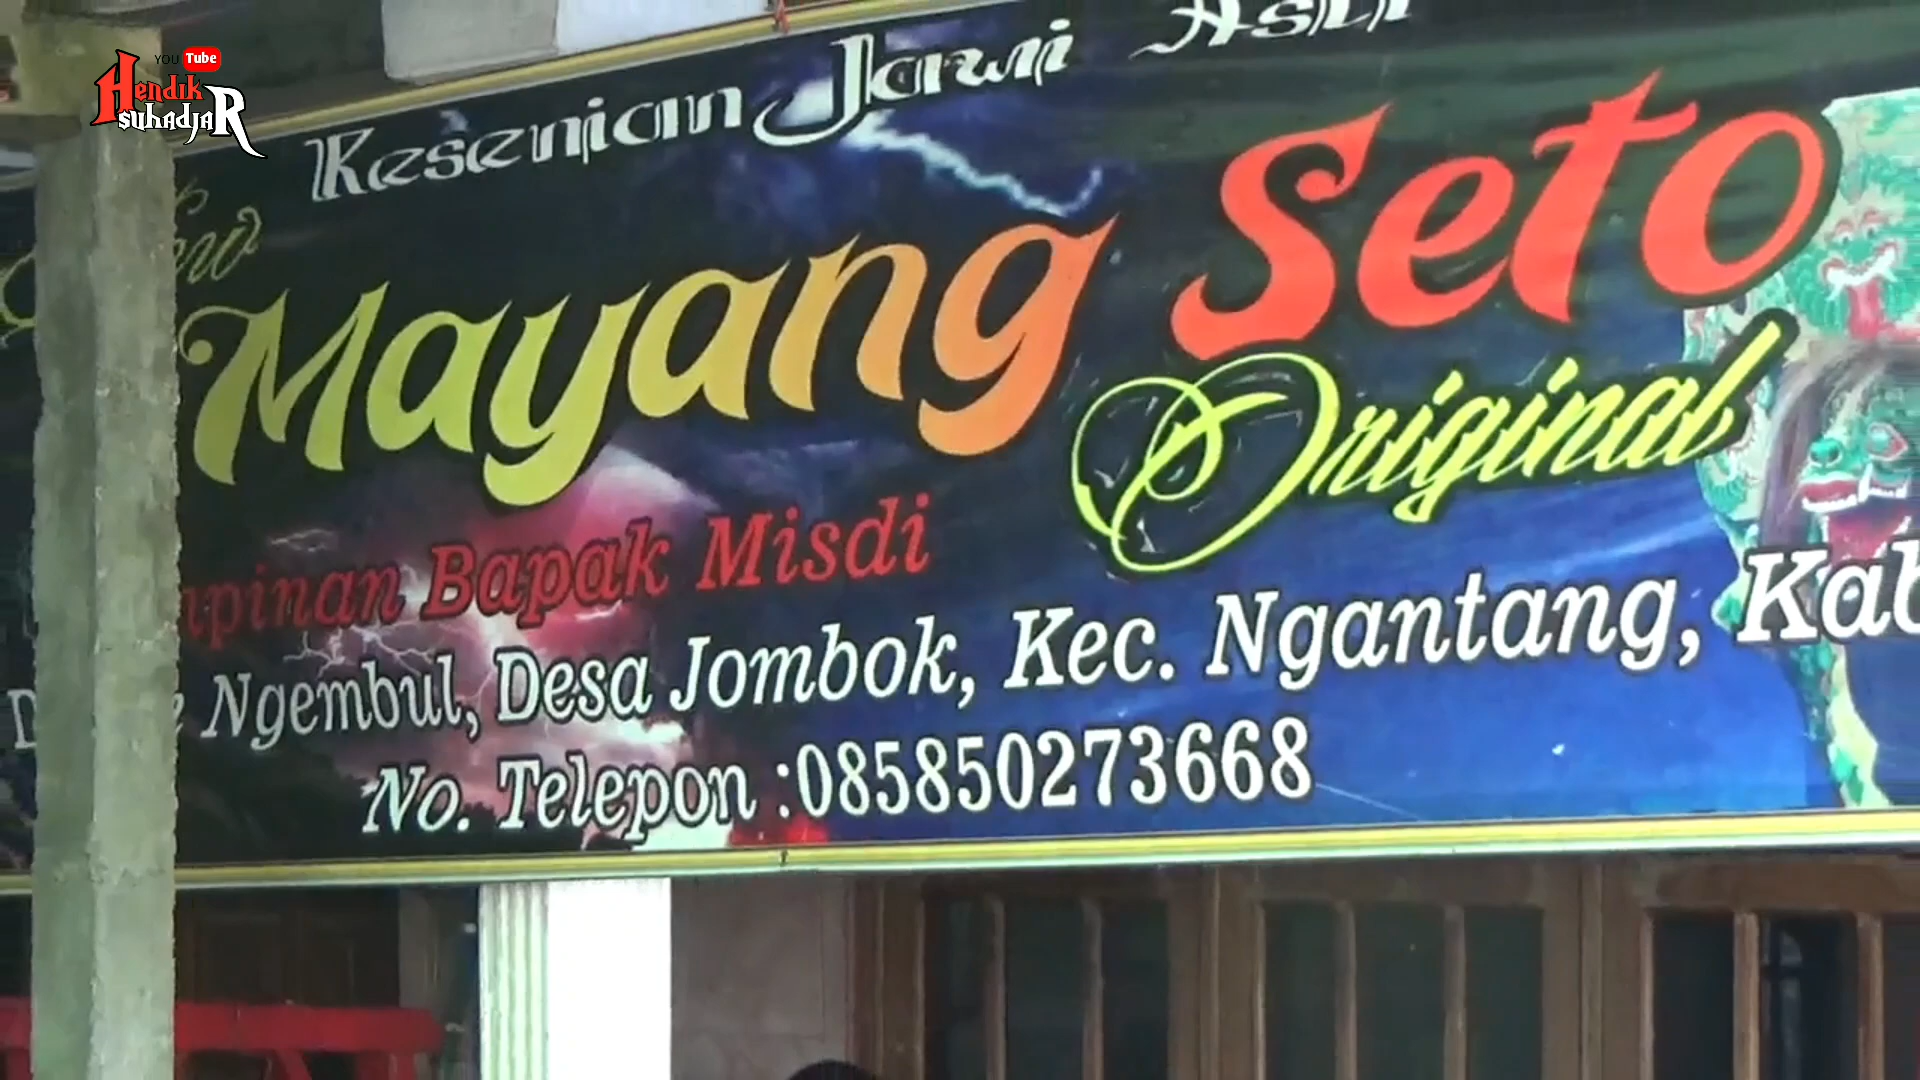 YOU Tube
Hendik
suhadjaR
Kesenian Jawi Asli
Mayang Seto
Original
Bapak Misdi
Ngembul, Desa Jombok, Kec. Ngantang, Kab
No. Telepon :085850273668